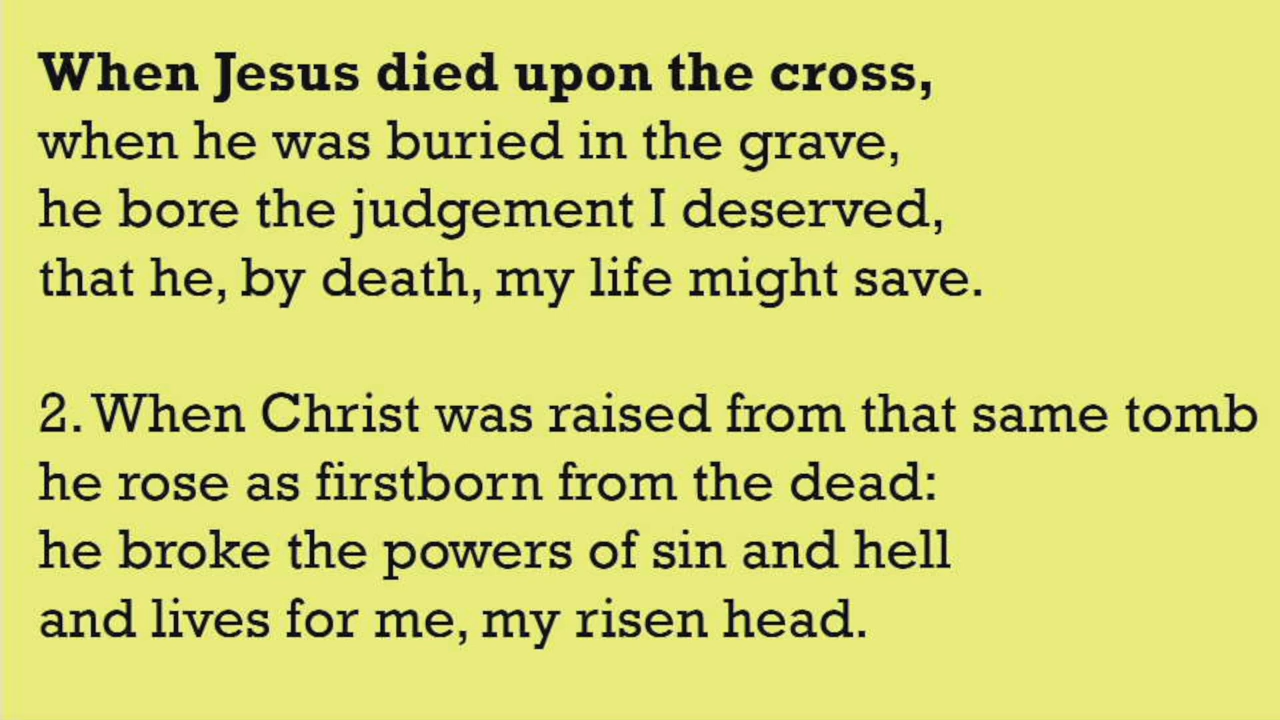 When Jesus died upon the cross,
when he was buried in the grave,
he bore the judgement I deserved,
that he, by death, my life might save.
2. When Christ was raised from that same tomb
he rose as firstborn from the dead:
he broke the powers of sin and hell
and lives for me, my risen head.